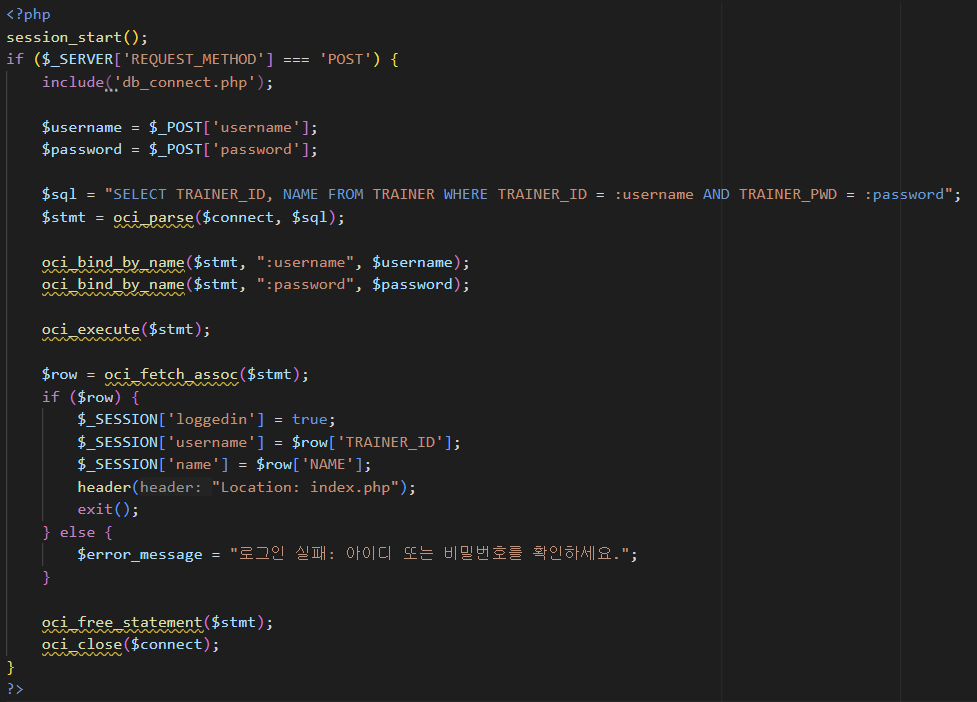 <?php
session_start();
if ($_SERVER['REQUEST_METHOD'] === 'POST') {
    include('db_connect.php');

    $username = $_POST['username'];
    $password = $_POST['password'];

    $sql = "SELECT TRAINER_ID, NAME FROM TRAINER WHERE TRAINER_ID = :username AND TRAINER_PWD = :password";
    $stmt = oci_parse($connect, $sql);

    oci_bind_by_name($stmt, ":username", $username);
    oci_bind_by_name($stmt, ":password", $password);

    oci_execute($stmt);

    $row = oci_fetch_assoc($stmt);
    if ($row) {
        $_SESSION['loggedin'] = true;
        $_SESSION['username'] = $row['TRAINER_ID'];
        $_SESSION['name'] = $row['NAME'];
        header(header: "Location: index.php");
        exit();
    } else {
        $error_message = "로그인 실패: 아이디 또는 비밀번호를 확인하세요.";
    }

    oci_free_statement($stmt);
    oci_close($connect);
}
?>